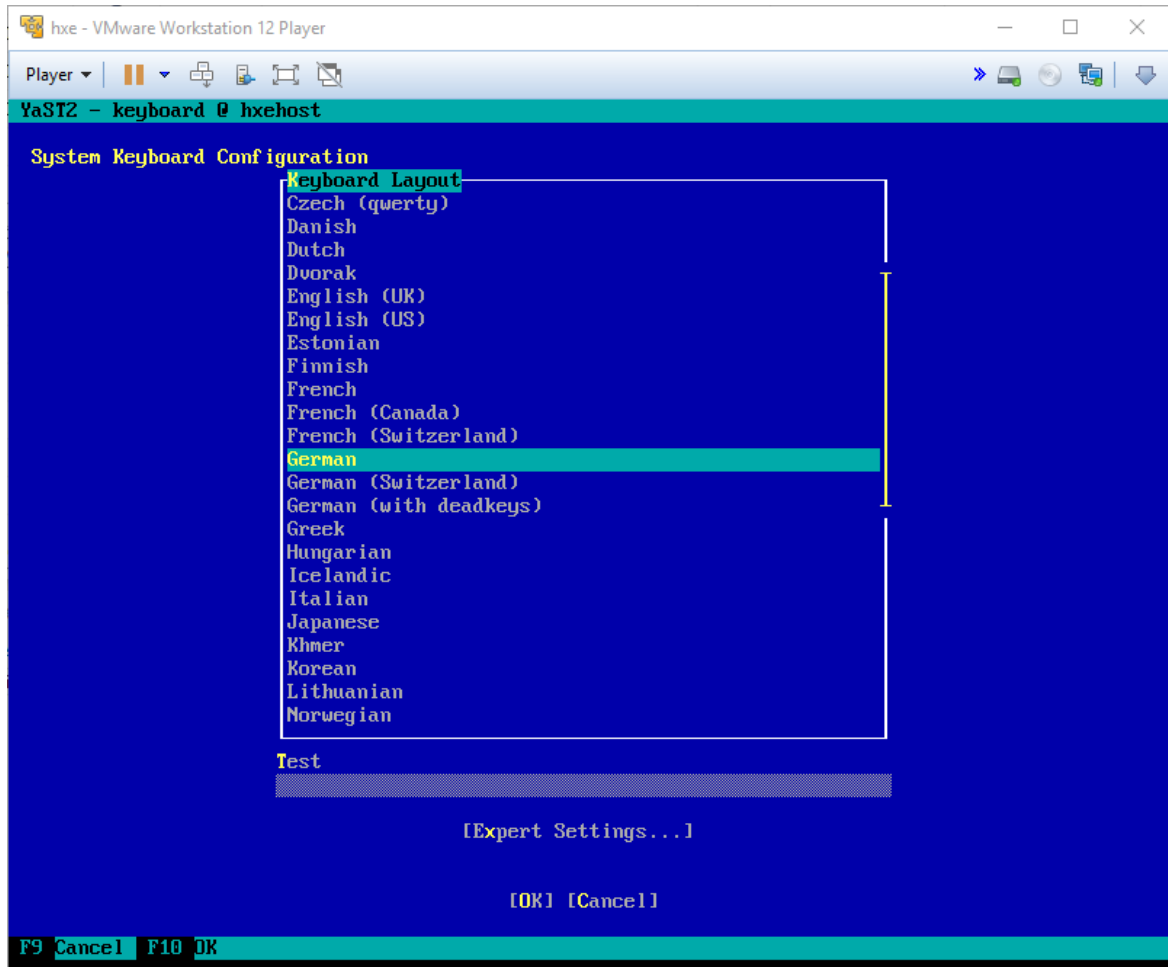 hxe - VMware Workstation 12 Player
Player
YaST2 - keyboard @ hxehost
System Keyboard Configuration
Keyboard Layout
Czech (qwerty)
Danish
Dutch
Dvorak
English (UK)
English (US)
Estonian
Finnish
French
French (Canada)
French (Switzerland)
German
German (Switzerland)
German (with deadkeys)
Greek
Hungarian
Icelandic
Italian
Japanese
Khmer
Korean
Lithuanian
Norwegian
Test
[Expert Settings...]
[OK] [Cancel]
F9 Cancel F10 OK